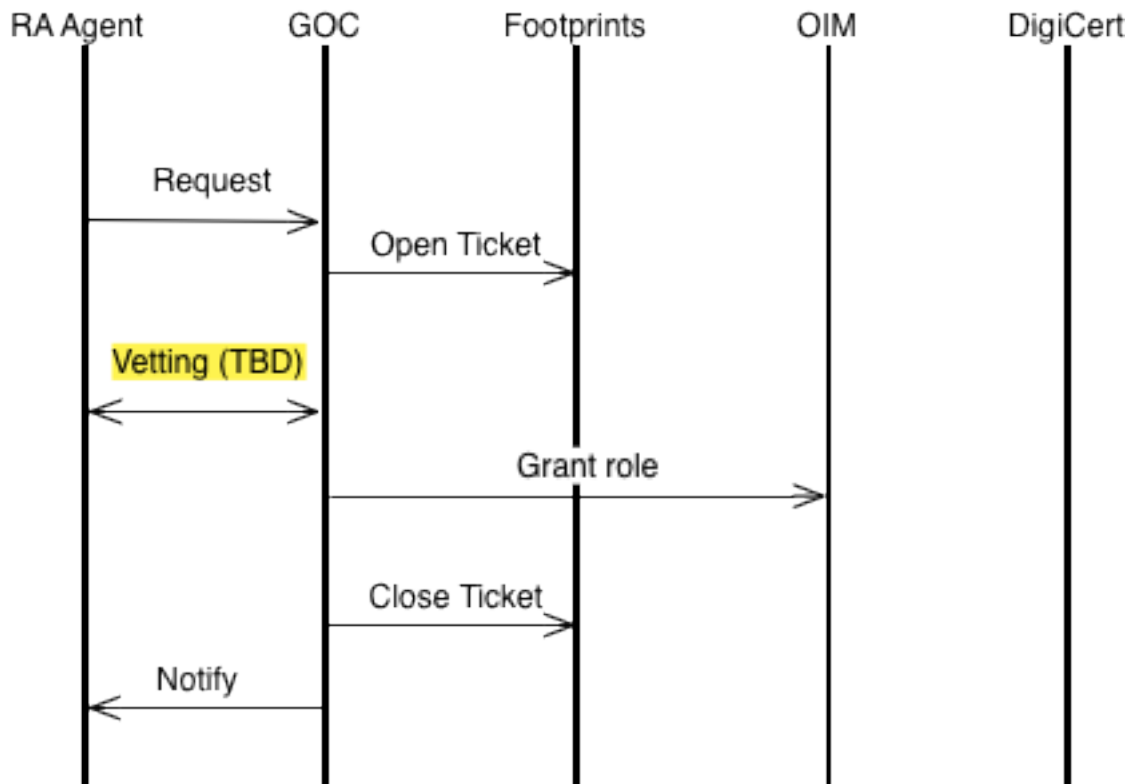 RA Agent GOC Footprints OIM DigiCert
Request
Open Ticket
Vetting (TBD)
Grant role
Close Ticket
Notify